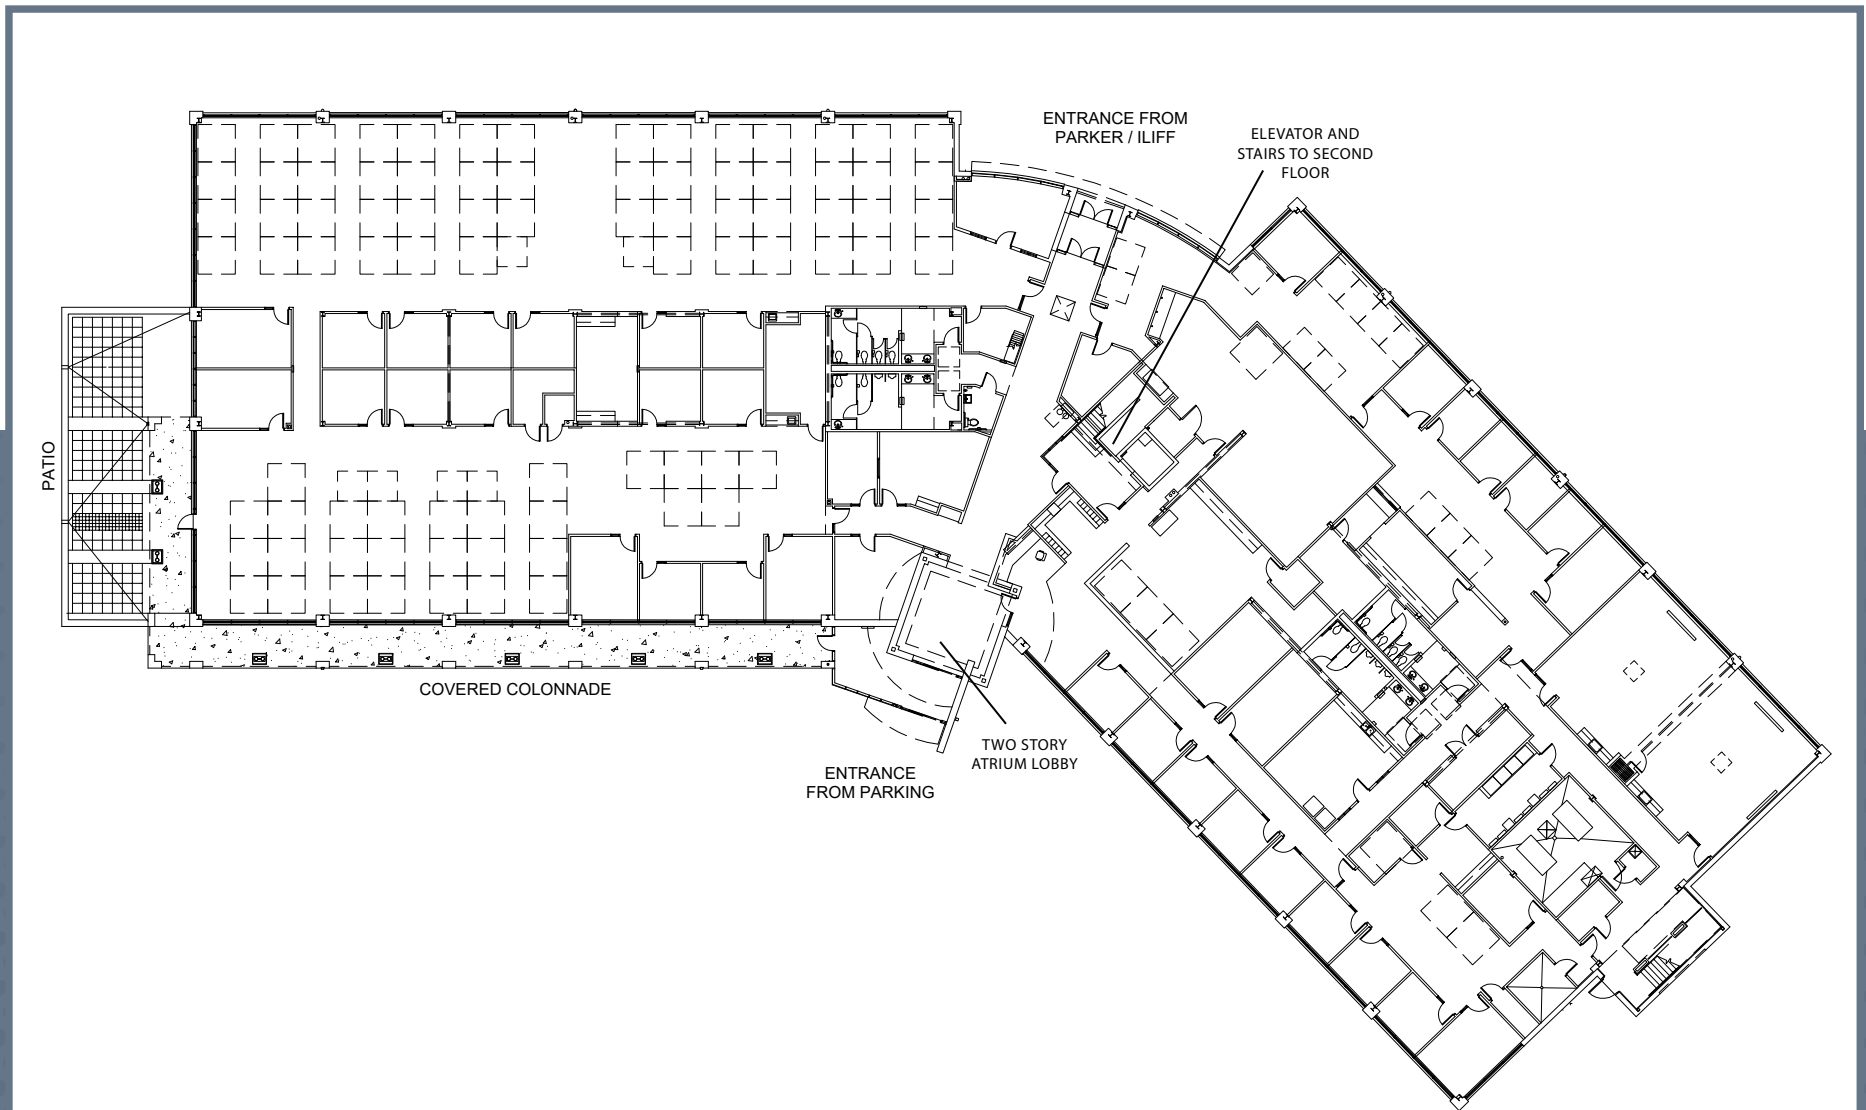 ENTRANCE FROM
PARKER / ILIFF
ELEVATOR AND
STAIRS TO SECOND
FLOOR
PATIO
COVERED COLONNADE
TWO STORY
ATRIUM LOBBY
ENTRANCE
FROM PARKING